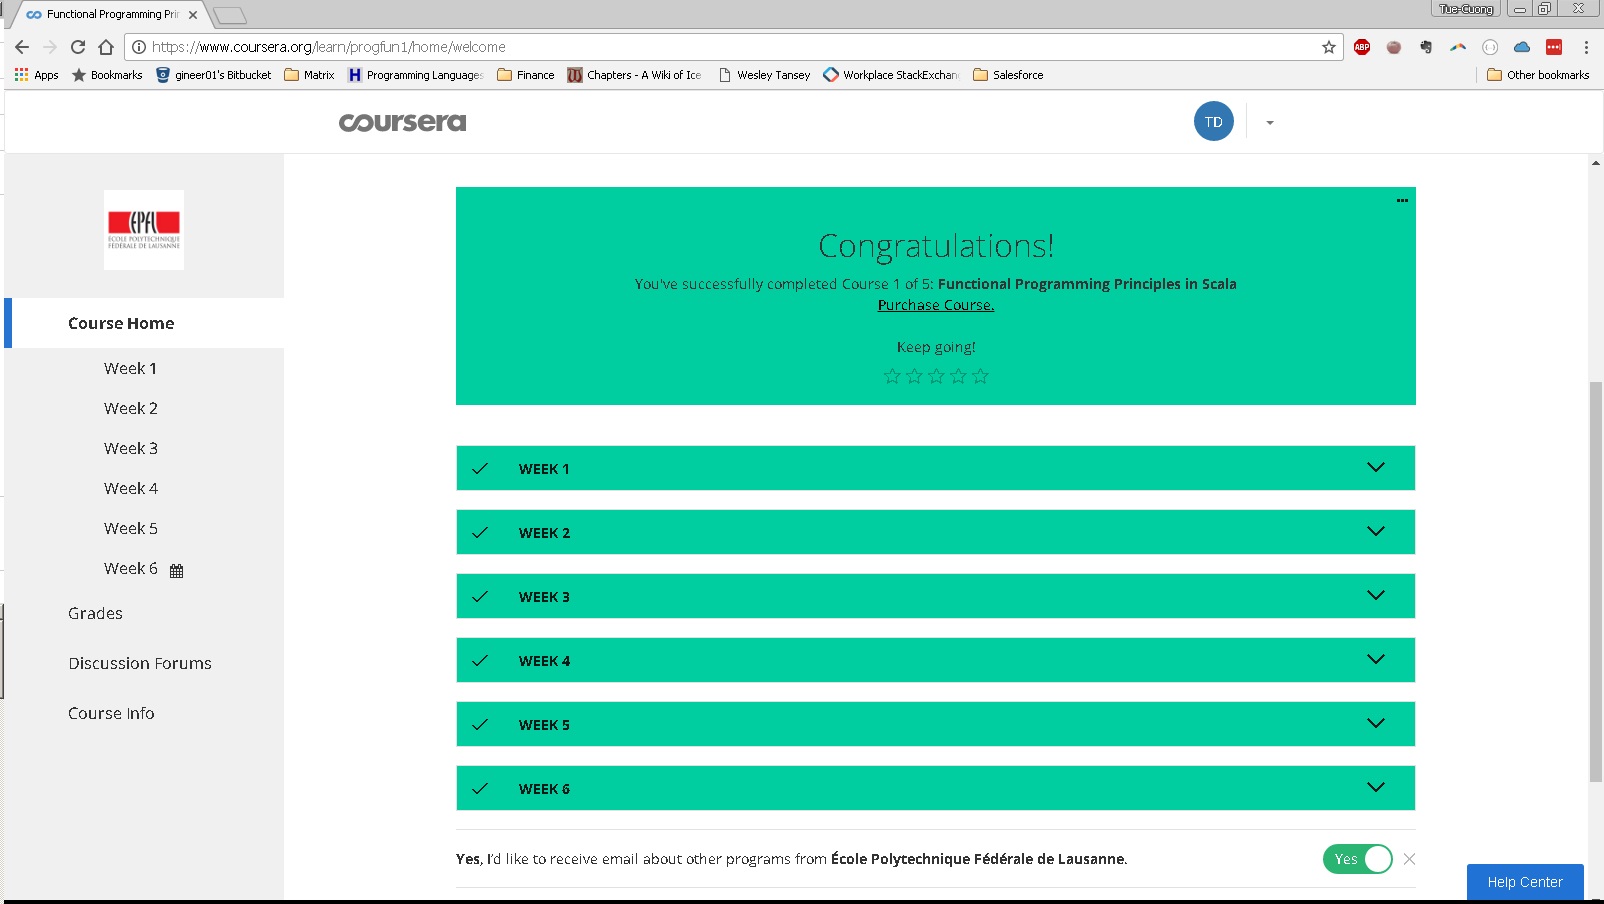 Functional Programming Prin
Tue-Cuong
https://www.coursera.org/learn/progfun1/home/welcome
ABP
Apps
Bookmarks
gineer01's Bitbucket
Matrix
H Programming Languages
Finance
Chapters - A Wiki of Ice
Wesley Tansey
Workplace StackExchan
Salesforce
Other bookmarks
coursera
TD
EPFL
ÉCOLE POLYTECHNIQUE
FÉDÉRALE DE LAUSANNE
Course Home
Week 1
Week 2
Week 3
Week 4
Week 5
Week 6
Grades
Discussion Forums
Course Info
Congratulations!
You've successfully completed Course 1 of 5: Functional Programming Principles in Scala
Purchase Course.
Keep going!
WEEK 1
WEEK 2
WEEK 3
WEEK 4
WEEK 5
WEEK 6
Yes, I'd like to receive email about other programs from École Polytechnique Fédérale de Lausanne.
Yes
Help Center